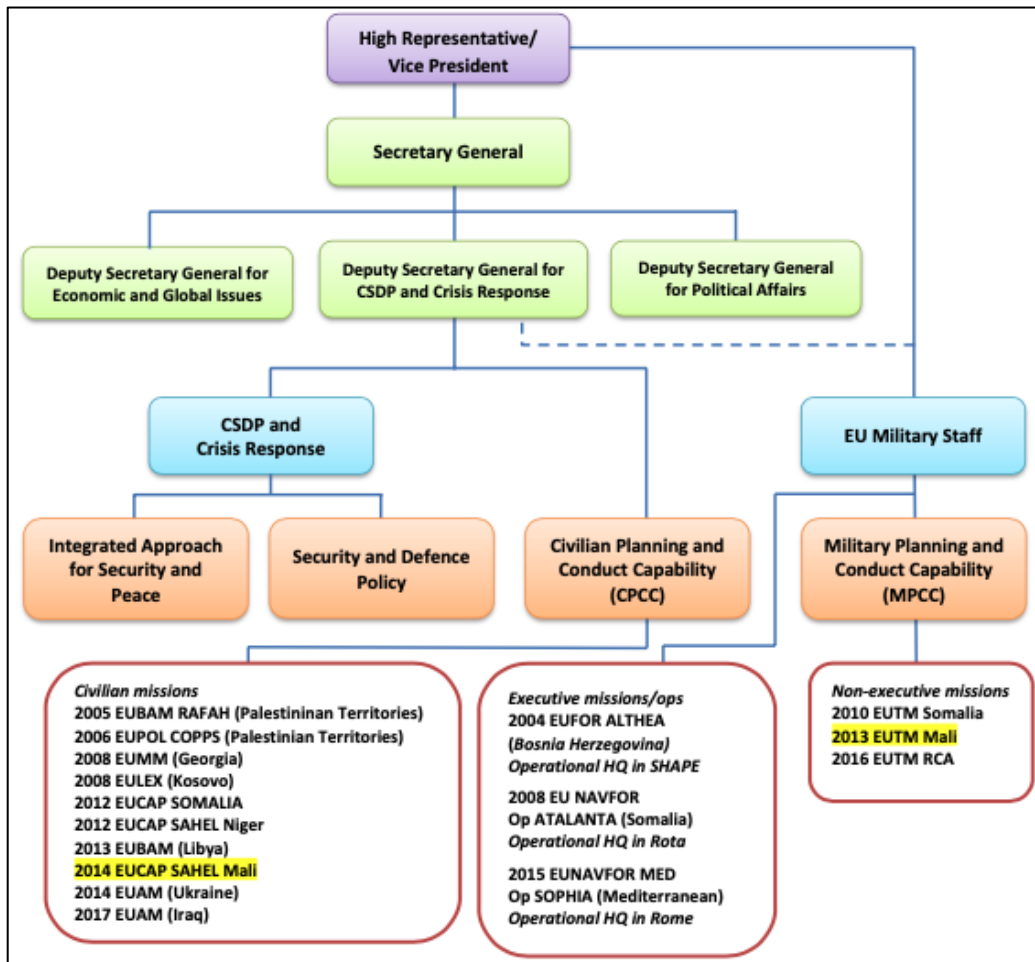 High Representative/
Vice President
Secretary General
Deputy Secretary General for
Economic and Global Issues
Deputy Secretary General for
CSDP and Crisis Response
Deputy Secretary General
for Political Affairs
CSDP and
Crisis Response
EU Military Staff
Integrated Approach
for Security and
Peace
Security and Defence
Policy
Civilian Planning and
Conduct Capability
(CPCC)
Military Planning and
Conduct Capability
(MPCC)
Civilian missions
2005 EUBAM RAFAH (Palestininan Territories)
2006 EUPOL COPPS (Palestinian Territories)
2008 EUMM (Georgia)
2008 EULEX (Kosovo)
2012 EUCAP SOMALIA
2012 EUCAP SAHEL Niger
2013 EUBAM (Libya)
2014 EUCAP SAHEL Mali
2014 EUAM (Ukraine)
2017 EUAM (Iraq)
Executive missions/ops
2004 EUFOR ALTHEA
(Bosnia Herzegovina)
Operational HQ in SHAPE
2008 EU NAVFOR
Op ATALANTA (Somalia)
Operational HQ in Rota
2015 EUNAVFOR MED
Op SOPHIA (Mediterranean)
Operational HQ in Rome
Non-executive missions
2010 EUTM Somalia
2013 EUTM Mali
2016 EUTM RCA